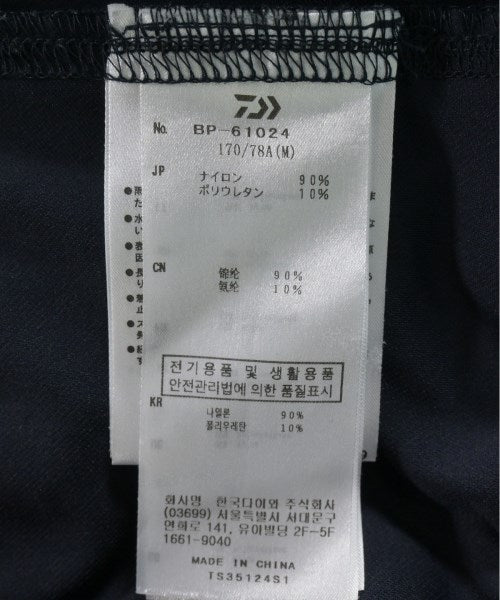 No. BP-61024
170/78A(M)
JP ナイロン 90%
ポリウレタン 10%
CN 锦纶 90%
氨纶 10%
전기용품 및 생활용품
안전관리법에 의한 품질표시
KR
나일론 90%
폴리우레탄 10%
회사명 : 한국다이와 주식회사
(03699) 서울특별시 서대문구
연희로 141, 유아빌딩 2F-5F
1661-9040
MADE IN CHINA
TS35124S1